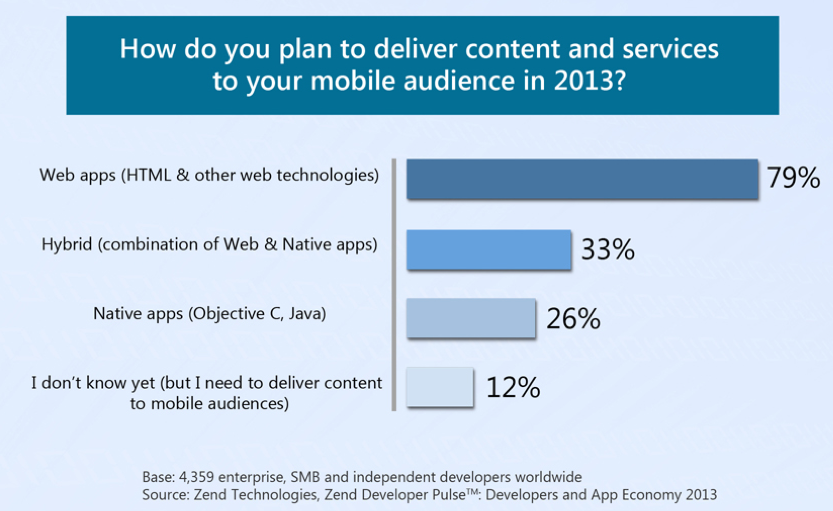 How do you plan to deliver content and services
to your mobile audience in 2013?
Web apps (HTML & other web technologies)
79%
Hybrid (combination of Web & Native apps)
33%
Native apps (Objective C, Java)
26%
I don't know yet (but I need to deliver content
to mobile audiences)
12%
Base: 4,359 enterprise, SMB and independent developers worldwide
Source: Zend Technologies, Zend Developer Pulse™: Developers and App Economy 2013